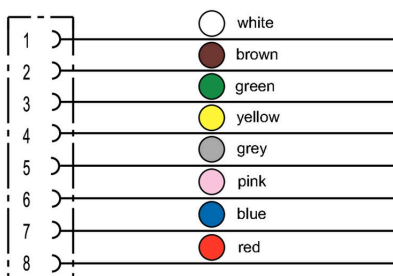 white
1
brown
2
green
3
yellow
4
grey
5
pink
6
blue
7
red
8